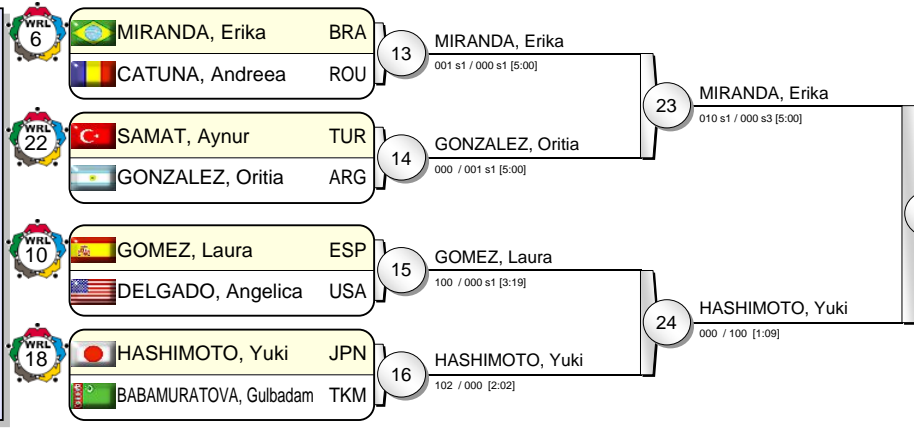 WRL 6
MIRANDA, Erika BRA
CATUNA, Andreea ROU
13
MIRANDA, Erika
001 s1 / 000 s1 [5:00]
WRL 22
SAMAT, Aynur TUR
GONZALEZ, Oritia ARG
14
GONZALEZ, Oritia
000 / 001 s1 [5:00]
23
MIRANDA, Erika
010 s1 / 000 s3 [5:00]
WRL 10
GOMEZ, Laura ESP
DELGADO, Angelica USA
15
GOMEZ, Laura
100 / 000 s1 [3:19]
WRL 18
HASHIMOTO, Yuki JPN
BABAMURATOVA, Gulbadam TKM
16
HASHIMOTO, Yuki
102 / 000 [2:02]
24
HASHIMOTO, Yuki
000 / 100 [1:09]